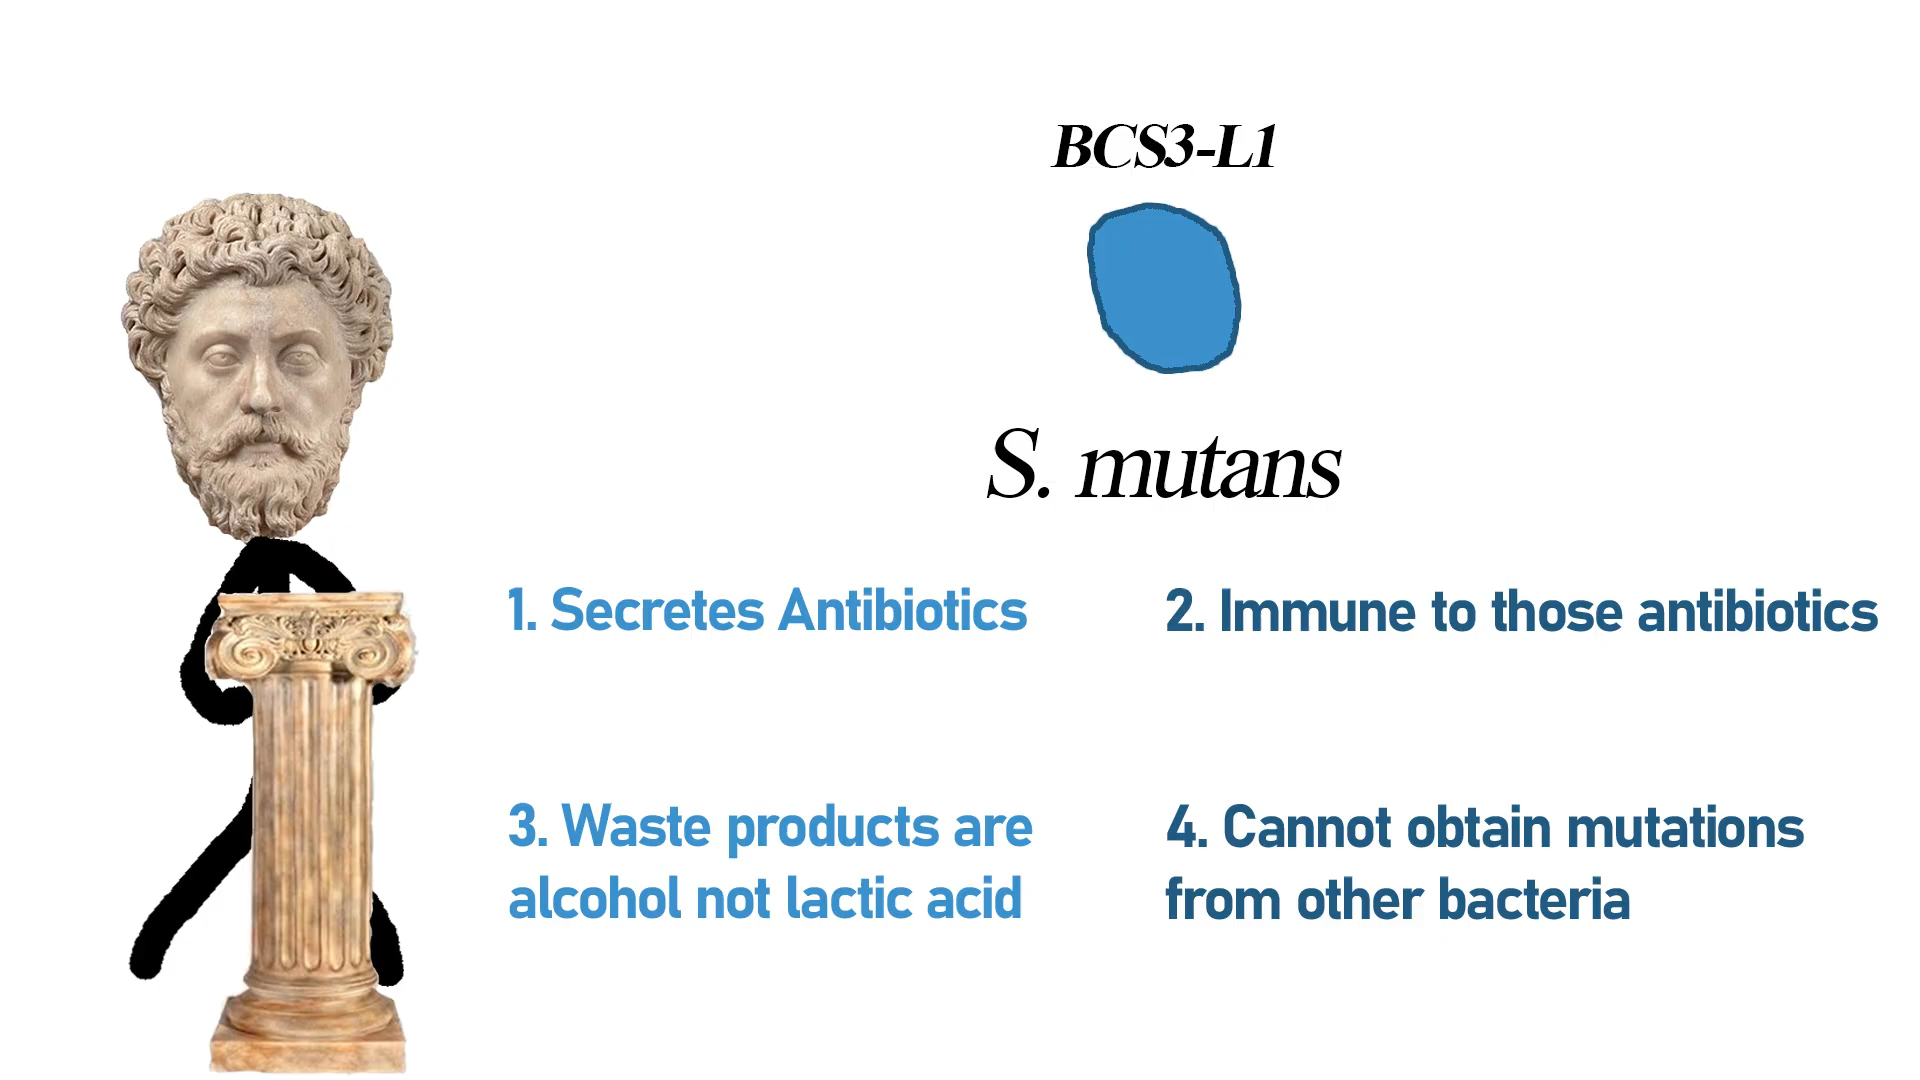 BCS3-L1
S. mutans
1. Secretes Antibiotics
2. Immune to those antibiotics
3. Waste products are
alcohol not lactic acid
4. Cannot obtain mutations
from other bacteria